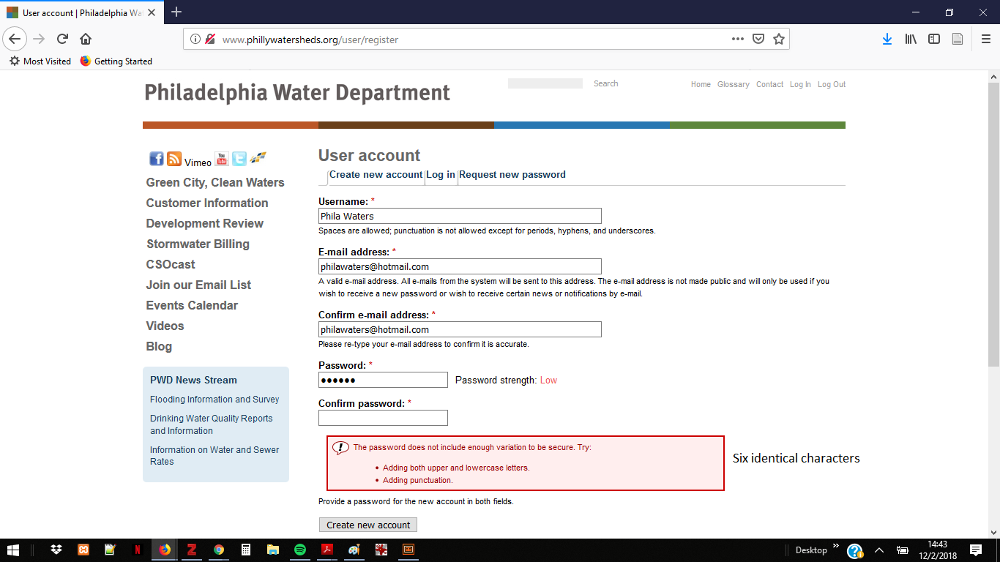 User account | Philadelphia Wa
www.phillywatersheds.org/user/register
Most Visited
Getting Started
Philadelphia Water Department
Search
Home Glossary Contact Log In Log Out
Vimeo
You Tube
Green City, Clean Waters
Customer Information
Development Review
Stormwater Billing
CSOcast
Join our Email List
Events Calendar
Videos
Blog
PWD News Stream
Flooding Information and Survey
Drinking Water Quality Reports
and Information
Information on Water and Sewer
Rates
User account
Create new account Log in Request new password
Username: *
Phila Waters
Spaces are allowed; punctuation is not allowed except for periods, hyphens, and underscores.
E-mail address: *
philawaters@hotmail.com
A valid e-mail address. All e-mails from the system will be sent to this address. The e-mail address is not made public and will only be used if you
wish to receive a new password or wish to receive certain news or notifications by e-mail.
Confirm e-mail address: *
philawaters@hotmail.com
Please re-type your e-mail address to confirm it is accurate.
Password: *
●●●●●●
Password strength: Low
Confirm password: *
The password does not include enough variation to be secure. Try:
• Adding both upper and lowercase letters.
• Adding punctuation.
Six identical characters
Provide a password for the new account in both fields.
Create new account
Desktop
14:43
12/2/2018